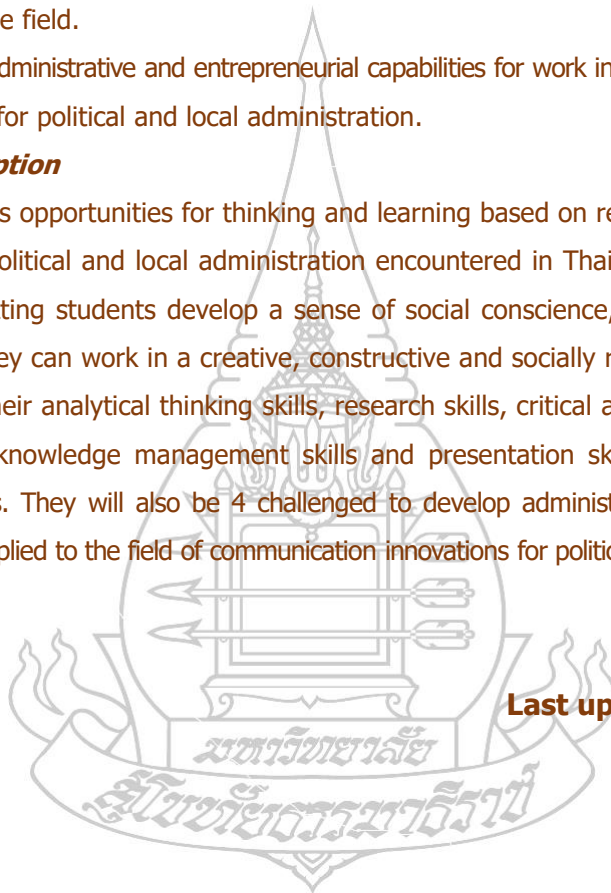 e field.
dministrative and entrepreneurial capabilities for work in
for political and local administration.
ption
s opportunities for thinking and learning based on re
olitical and local administration encountered in Thai
tting students develop a sense of social conscience,
ey can work in a creative, constructive and socially r
eir analytical thinking skills, research skills, critical a
knowledge management skills and presentation sk
s. They will also be 4 challenged to develop administ
plied to the field of communication innovations for politic
Last up
มหาวิทยาลัย
สุโขทัยธรรมาธิราช